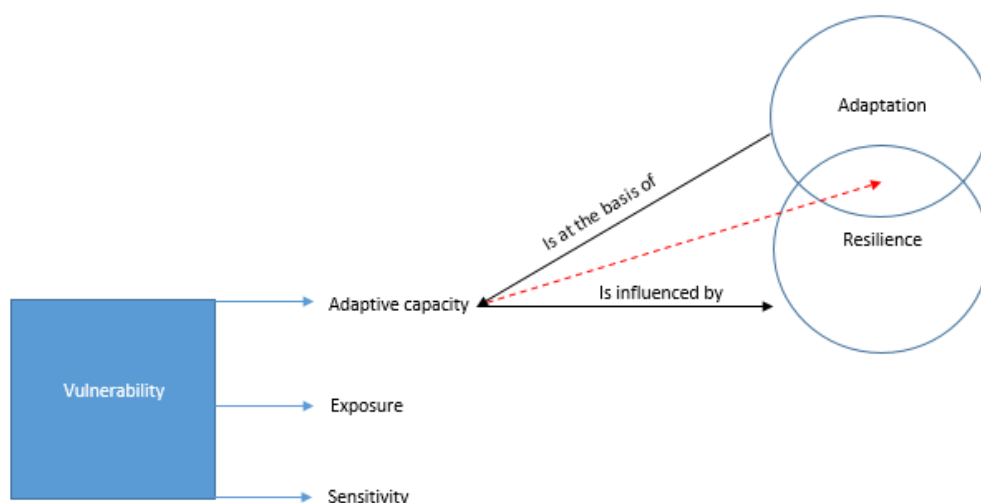 Adaptation
Is at the basis of
Resilience
Is influenced by
Adaptive capacity
Vulnerability
Exposure
Sensitivity